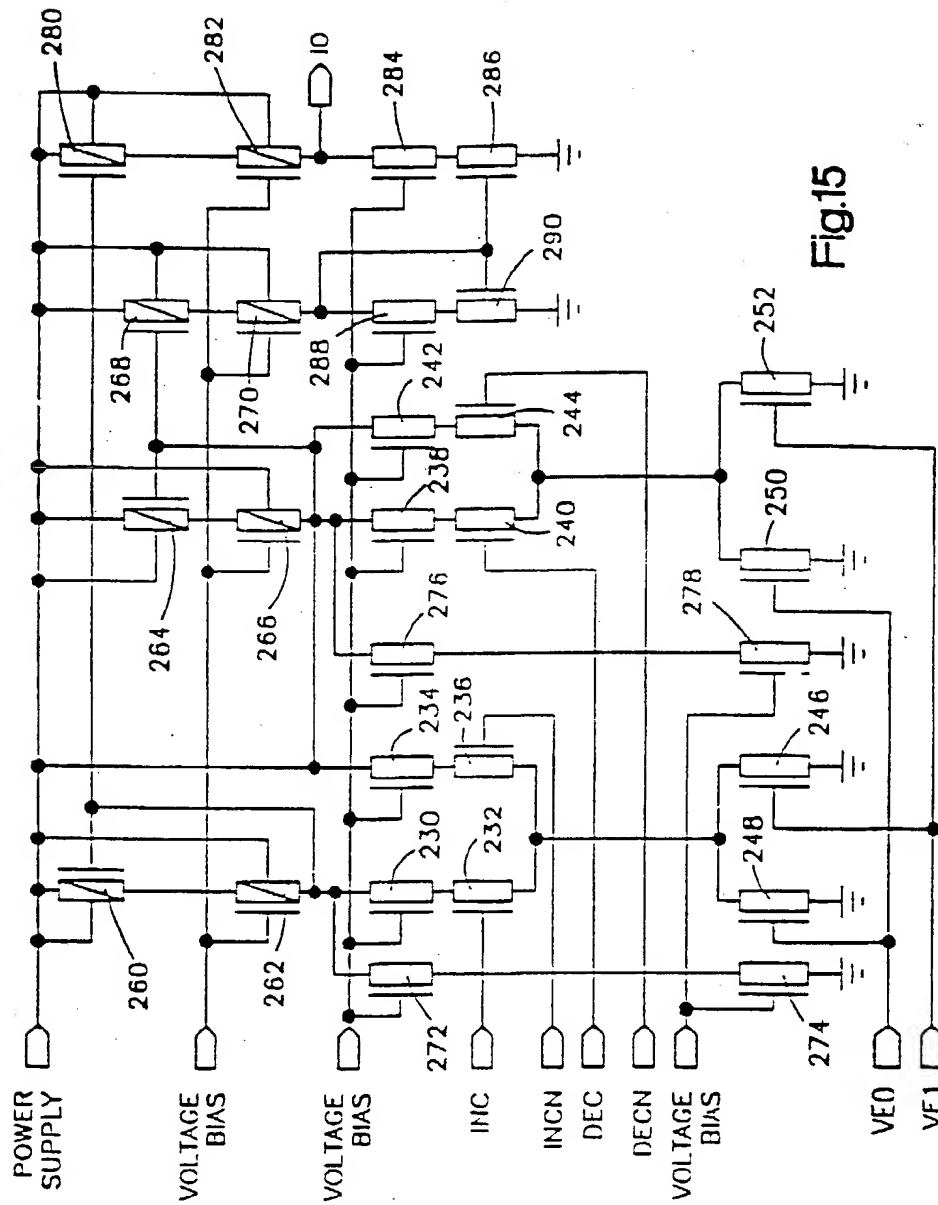 280
282
IO
284
286
268
270
288
242
290
Fig.15
264
266
238
244
240
252
250
276
278
234
236
246
260
262
230
232
248
272
274
POWER
SUPPLY
VOLTAGE
BIAS
VOLTAGE
BIAS
INC
INCN
DEC
DECN
VOLTAGE
BIAS
VE0
VE1